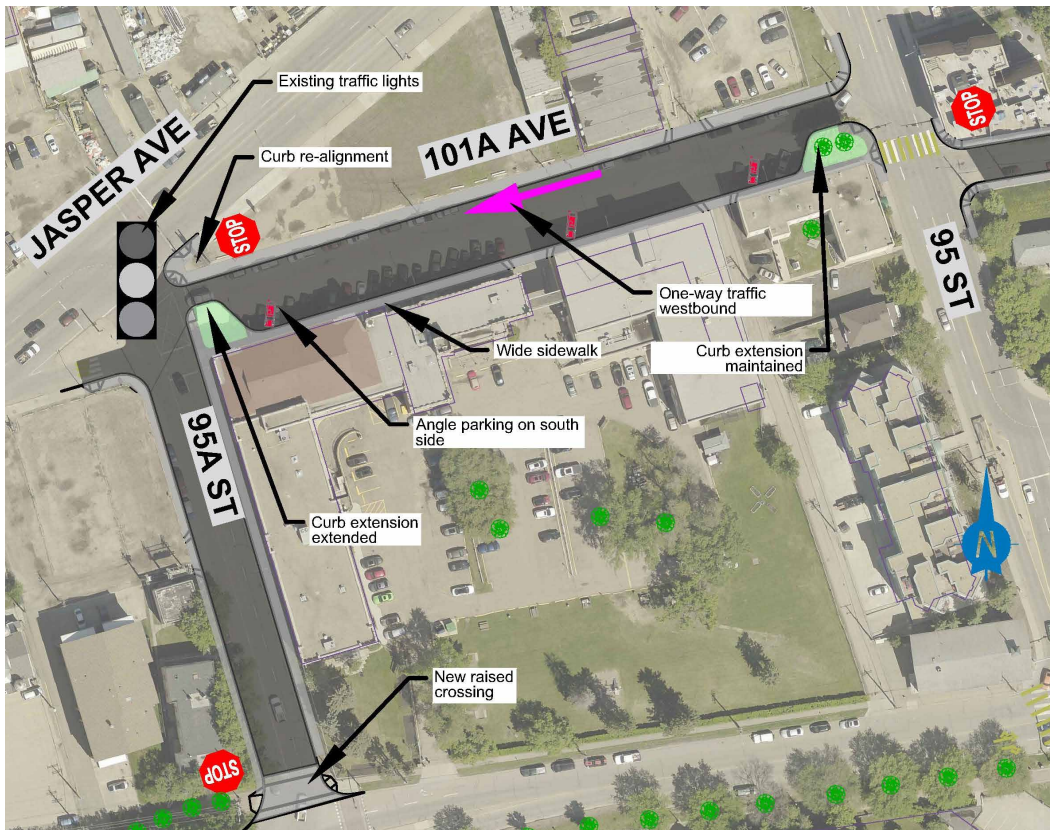 Existing traffic lights
STOP
JASPER AVE
101A AVE
Curb re-alignment
STOP
95 ST
One-way traffic
westbound
Wide sidewalk
Curb extension
maintained
95A ST
Angle parking on south
side
Curb extension
extended
N
New raised
crossing
STOP